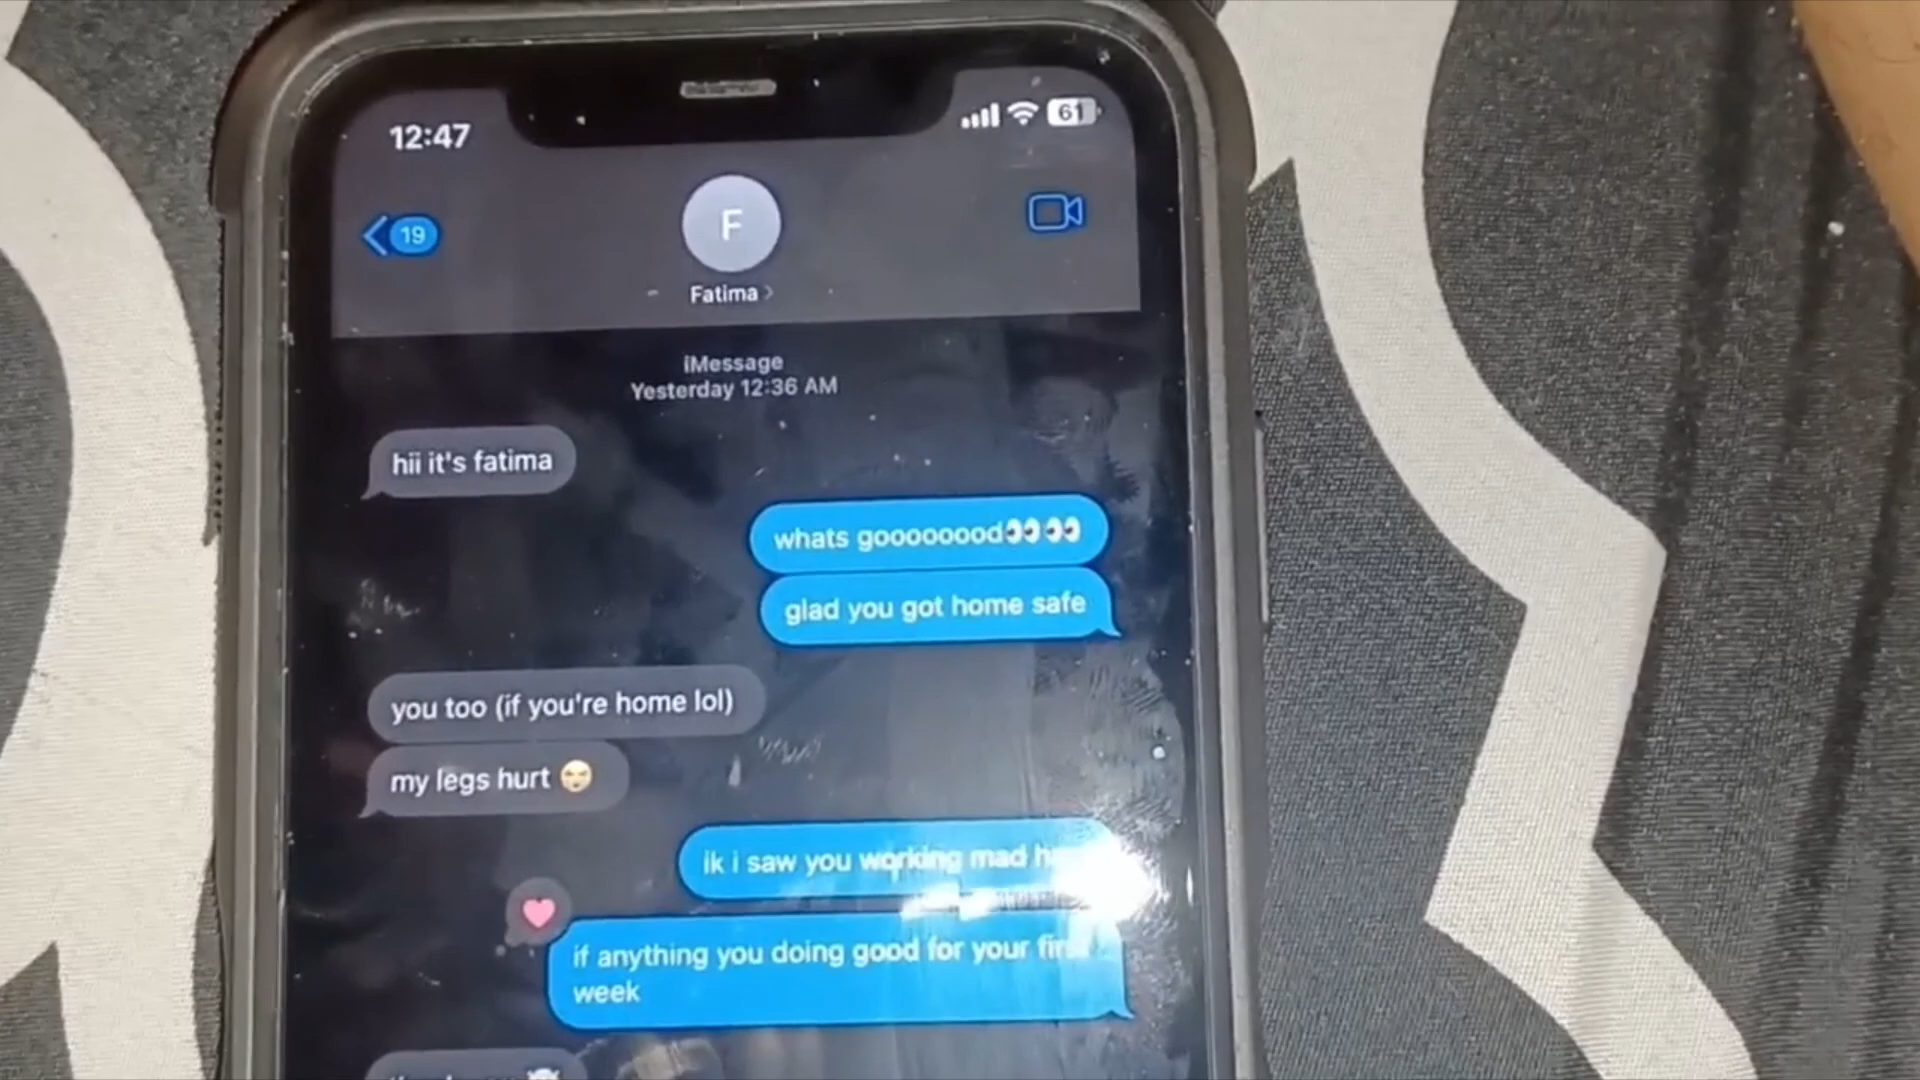 12:47
61
19
F
Fatima
iMessage
Yesterday 12:36 AM
hii it's fatima
whats goooooood👀👀
glad you got home safe
you too (if you're home lol)
my legs hurt
ik i saw you working mad
if anything you doing good for your
week